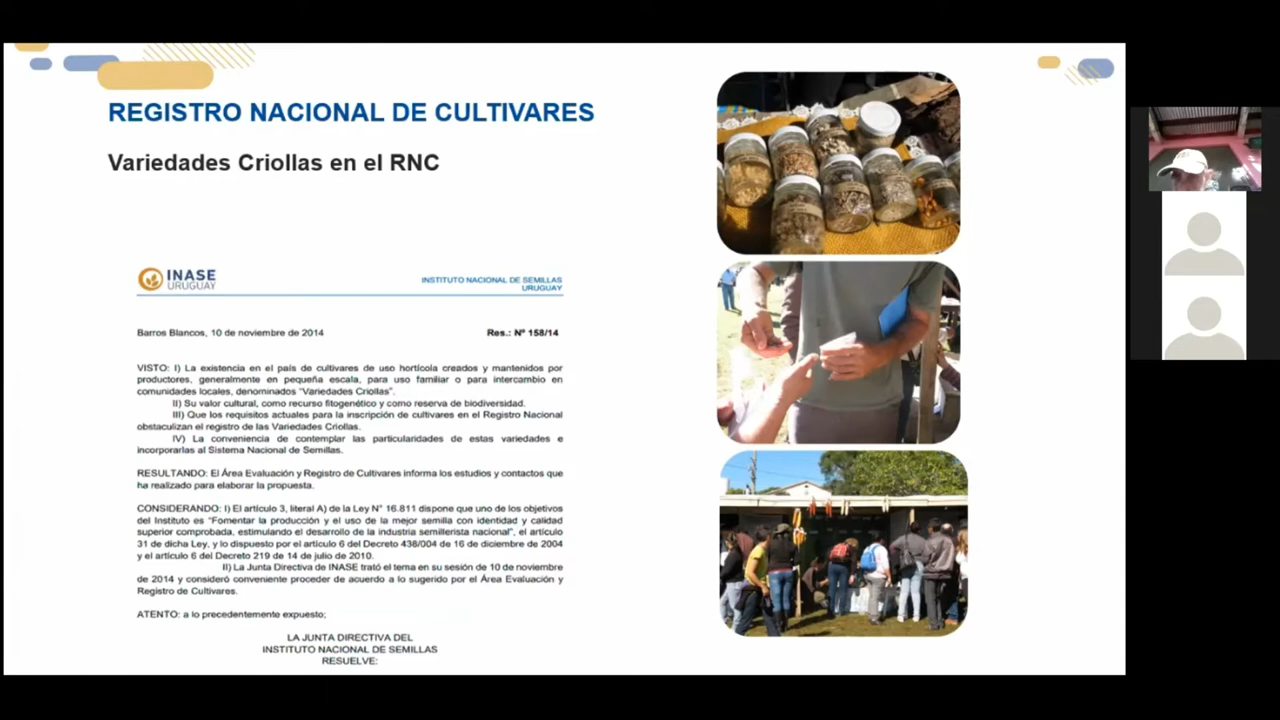 REGISTRO NACIONAL DE CULTIVARES
Variedades Criollas en el RNC
INASE
URUGUAY
INSTITUTO NACIONAL DE SEMILLAS
URUGUAY
Barros Blancos, 10 de noviembre de 2014
Res.: Nº 158/14
VISTO: I) La existencia en el país de cultivares de uso hortícola creados y mantenidos por
productores, generalmente en pequeña escala, para uso familiar o para intercambio en
comunidades locales, denominados "Variedades Criollas".
II) Su valor cultural, como recurso fitogenético y como reserva de biodiversidad.
III) Que los requisitos actuales para la inscripción de cultivares en el Registro Nacional
obstaculizan el registro de las Variedades Criollas.
IV) La conveniencia de contemplar las particularidades de estas variedades e
incorporarlas al Sistema Nacional de Semillas.
RESULTANDO: El Área Evaluación y Registro de Cultivares informa los estudios y contactos que
ha realizado para elaborar la propuesta.
CONSIDERANDO: I) El artículo 3, literal A) de la Ley N° 16.811 dispone que uno de los objetivos
del Instituto es "Fomentar la producción y el uso de la mejor semilla con identidad y calidad
superior comprobada, estimulando el desarrollo de la industria semillerista nacional", el artículo
31 de dicha Ley, y lo dispuesto por el artículo 6 del Decreto 438/004 de 16 de diciembre de 2004
y el artículo 6 del Decreto 219 de 14 de julio de 2010.
II) La Junta Directiva de INASE trató el tema en su sesión de 10 de noviembre
de 2014 y consideró conveniente proceder de acuerdo a lo sugerido por el Área Evaluación y
Registro de Cultivares.
ATENTO: a lo precedentemente expuesto;
LA JUNTA DIRECTIVA DEL
INSTITUTO NACIONAL DE SEMILLAS
RESUELVE: